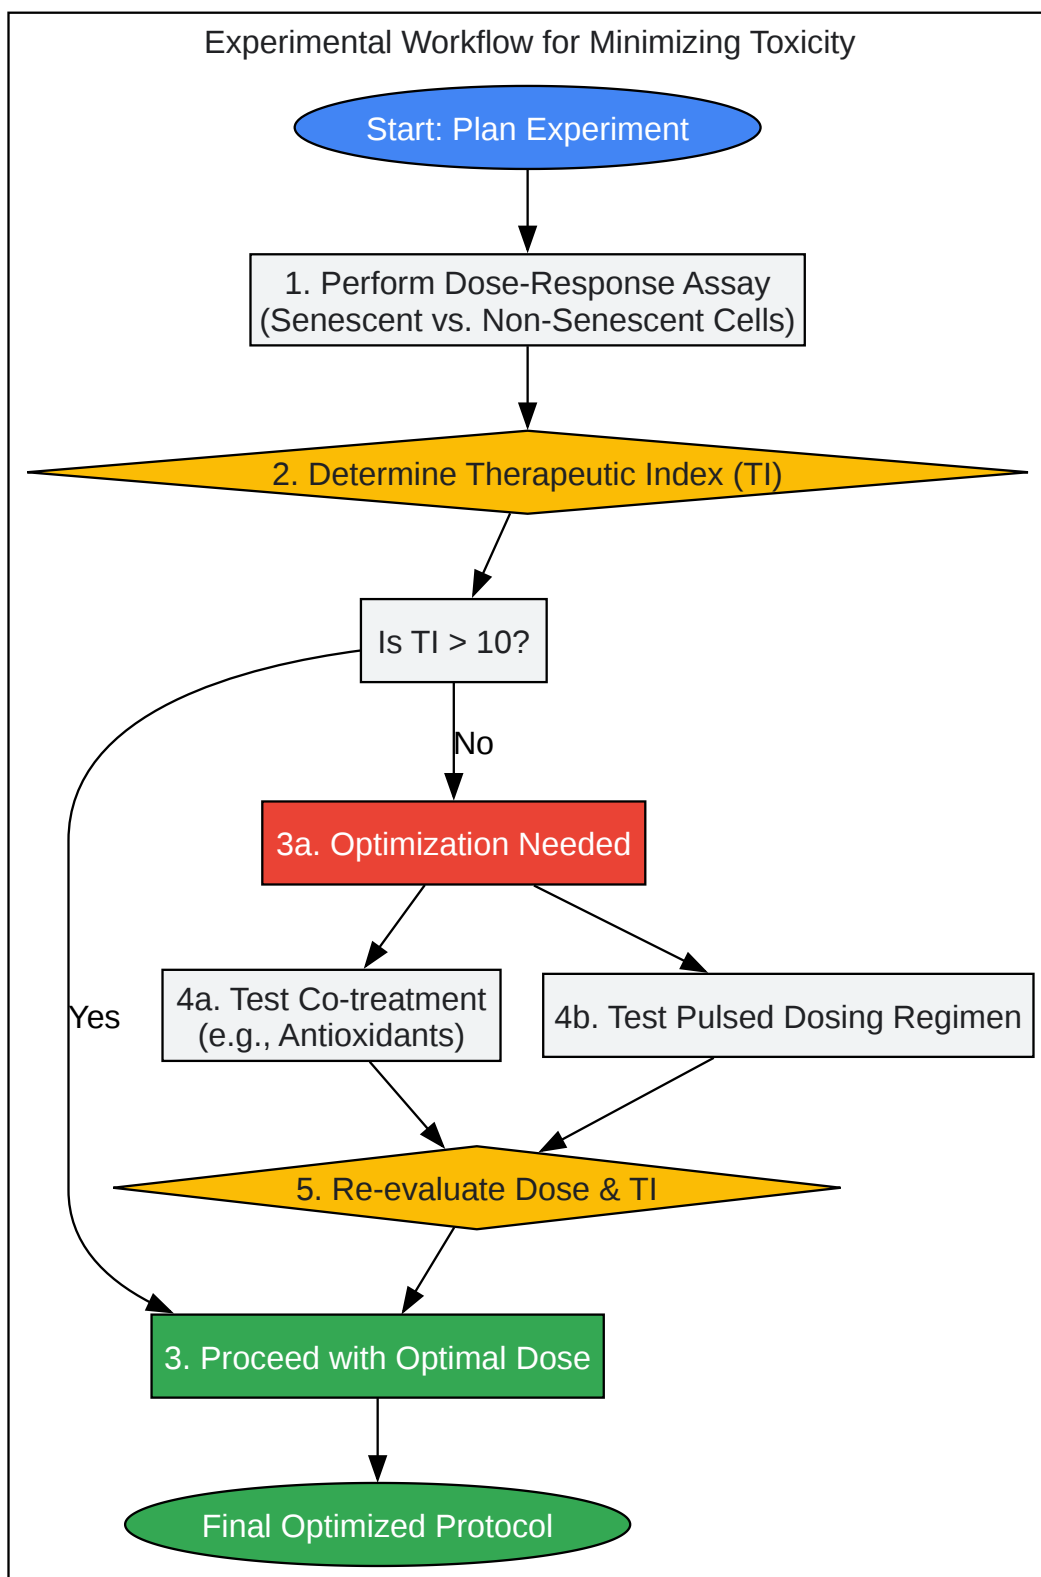 Experimental Workflow for Minimizing Toxicity
Start: Plan Experiment
1. Perform Dose-Response Assay
(Senescent vs. Non-Senescent Cells)
2. Determine Therapeutic Index (TI)
Is TI > 10?
No
3a. Optimization Needed
4a. Test Co-treatment
(e.g., Antioxidants)
4b. Test Pulsed Dosing Regimen
Yes
5. Re-evaluate Dose & TI
3. Proceed with Optimal Dose
Final Optimized Protocol